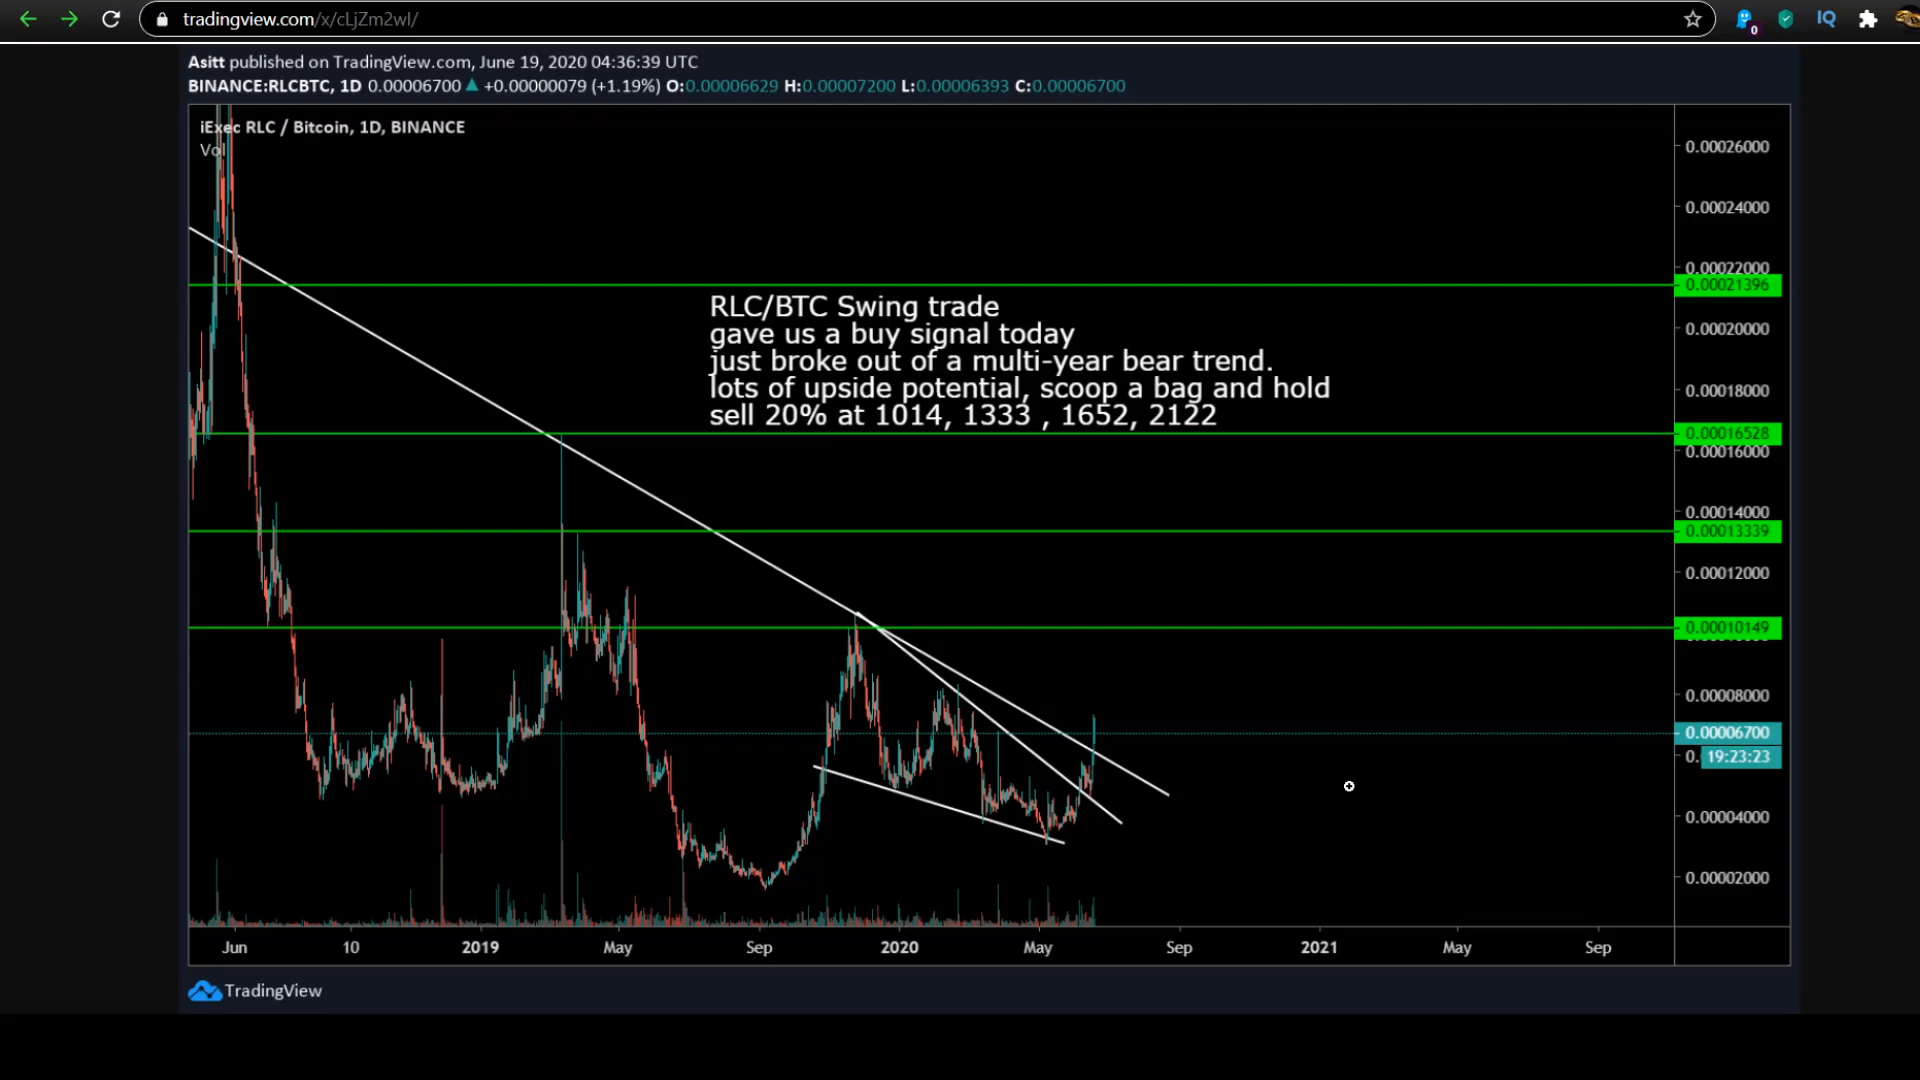 tradingview.com/x/cLjZm2wl/
IQ
0
Asitt published on TradingView.com, June 19, 2020 04:36:39 UTC
BINANCE:RLCBTC, 1D 0.00006700 ▲ +0.00000079 (+1.19%) O:0.00006629 H:0.00007200 L:0.00006393 C:0.00006700
iExec RLC / Bitcoin, 1D, BINANCE
Vol
0.00026000
0.00024000
0.00022000
0.00021396
RLC/BTC Swing trade
gave us a buy signal today
just broke out of a multi-year bear trend.
lots of upside potential, scoop a bag and hold
sell 20% at 1014, 1333 , 1652, 2122
0.00020000
0.00018000
0.00016528
0.00016000
0.00014000
0.00013339
0.00012000
0.00010149
0.00008000
0.00006700
19:23:23
0.00004000
0.00002000
Jun 10 2019 May Sep 2020 May Sep 2021 May Sep
TradingView